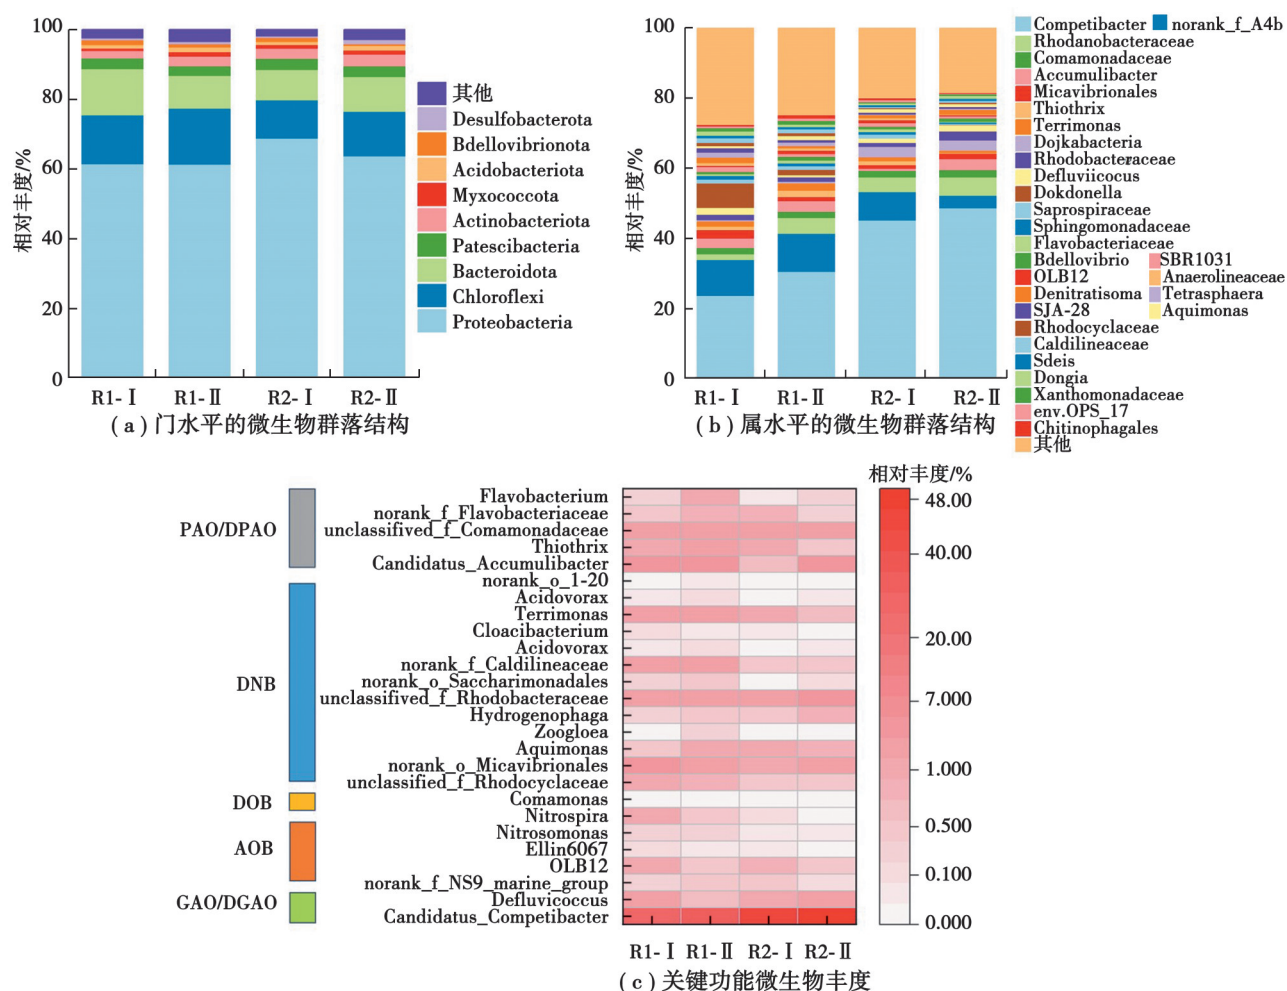 100
80
60
40
20
0
相对丰度/%
R1-Ⅰ R1-Ⅱ R2-Ⅰ R2-Ⅱ
其他
Desulfobacterota
Bdellovibrionota
Acidobacteriota
Myxococcota
Actinobacteriota
Patescibacteria
Bacteroidota
Chloroflexi
Proteobacteria
(a)门水平的微生物群落结构
100
80
60
40
20
0
相对丰度/%
R1-Ⅰ R1-Ⅱ R2-Ⅰ R2-Ⅱ
Competibacter norank_f_A4b
Rhodanobacteraceae
Comamonadaceae
Accumulibacter
Micavibrionales
Thiothrix
Terrimonas
Dojkabacteria
Rhodobacteraceae
Defluviicocus
Dokdonella
Saprospiraceae
Sphingomonadaceae
Flavobacteriaceae
Bdellovibrio SBR1031
OLB12 Anaerolineaceae
Denitratisoma Tetrasphaera
SJA-28 Aquimonas
Rhodocyclaceae
Caldilineaceae
Sdeis
Dongia
Xanthomonadaceae
env.OPS_17
Chitinophagales
其他
(b)属水平的微生物群落结构
PAO/DPAO
DNB
DOB
AOB
GAO/DGAO
Flavobacterium
norank_f_Flavobacteriaceae
unclassifived_f_Comamonadaceae
Thiothrix
Candidatus_Accumulibacter
norank_o_1-20
Acidovorax
Terrimonas
Cloacibacterium
Acidovorax
norank_f_Caldilineaceae
norank_o_Saccharimonadales
unclassifived_f_Rhodobacteraceae
Hydrogenophaga
Zoogloea
Aquimonas
norank_o_Micavibrionales
unclassified_f_Rhodocyclaceae
Comamonas
Nitrospira
Nitrosomonas
Ellin6067
OLB12
norank_f_NS9_marine_group
Defluvicoccus
Candidatus_Competibacter
R1-Ⅰ R1-Ⅱ R2-Ⅰ R2-Ⅱ
相对丰度/%
48.00
40.00
20.00
7.000
1.000
0.500
0.100
0.000
(c)关键功能微生物丰度